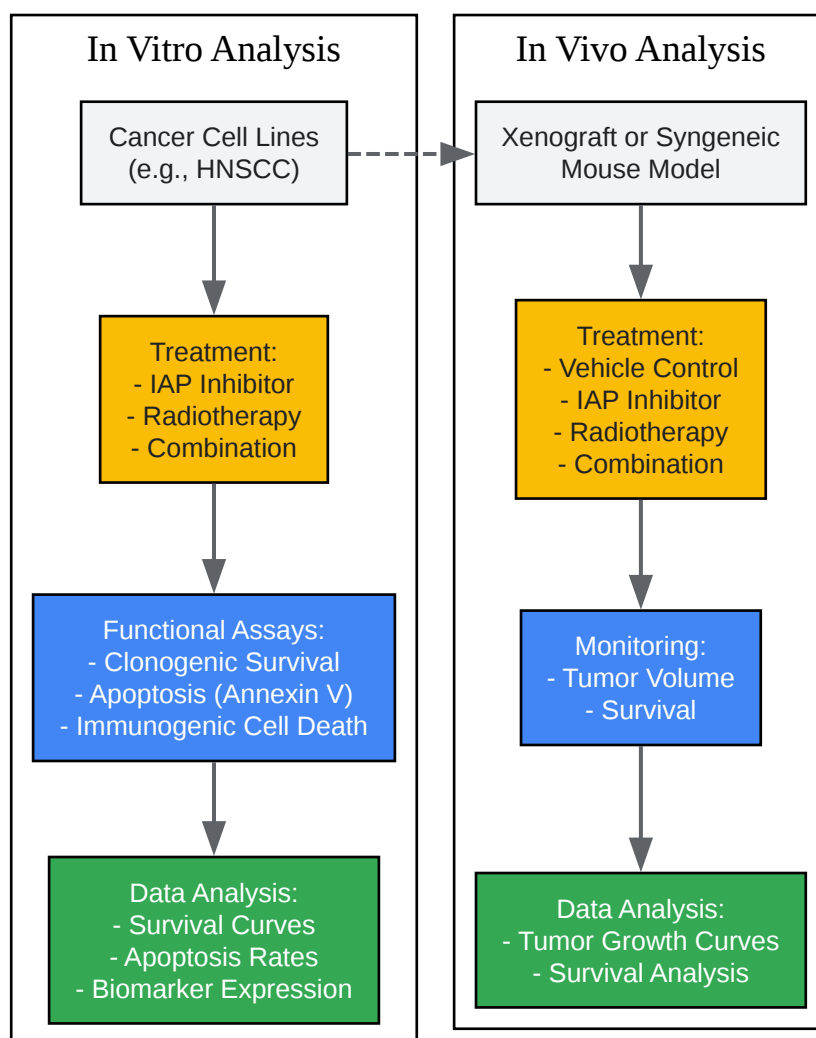 In Vitro Analysis
Cancer Cell Lines
(e.g., HNSCC)
Treatment:
- IAP Inhibitor
- Radiotherapy
- Combination
Functional Assays:
- Clonogenic Survival
- Apoptosis (Annexin V)
- Immunogenic Cell Death
Data Analysis:
- Survival Curves
- Apoptosis Rates
- Biomarker Expression
In Vivo Analysis
Xenograft or Syngeneic
Mouse Model
Treatment:
- Vehicle Control
- IAP Inhibitor
- Radiotherapy
- Combination
Monitoring:
- Tumor Volume
- Survival
Data Analysis:
- Tumor Growth Curves
- Survival Analysis